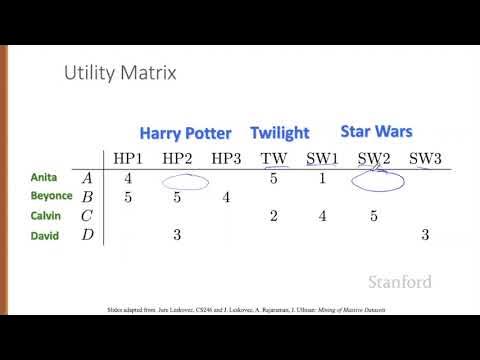 Utility Matrix
Harry Potter Twilight Star Wars
HP1 HP2 HP3 TW SW1 SW2 SW3
Anita A 4 5 1
Beyonce B 5 5 4
Calvin C 2 4 5
David D 3 3
Stanford
Slides adapted from Jure Leskovec, CS246 and J. Leskovec, A. Rajaraman, J. Ullman: Mining of Massive Datasets